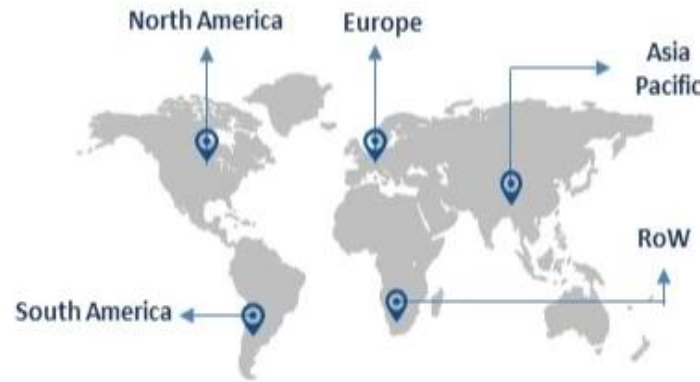 North America
Europe
Asia
Pacific
RoW
South America